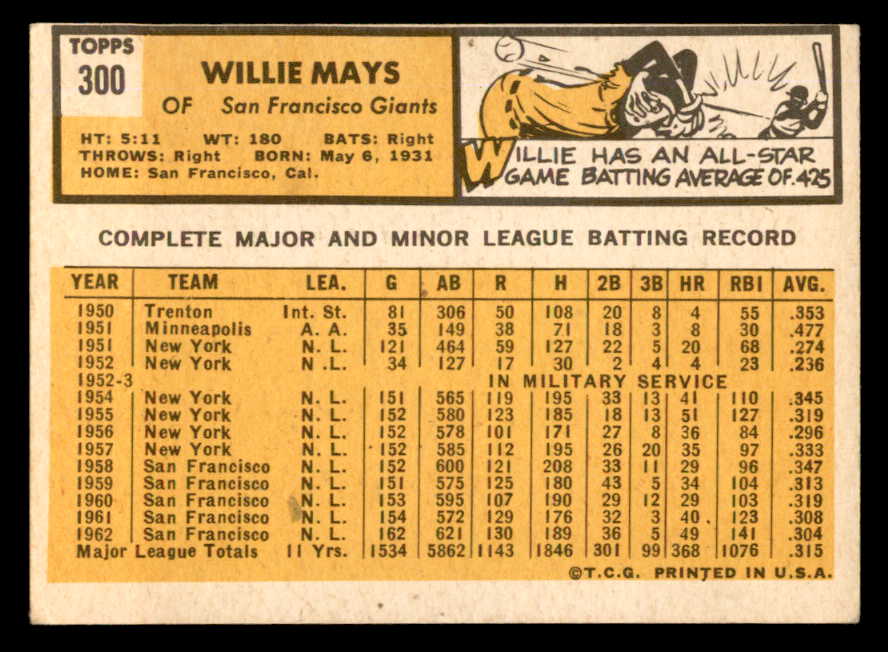 TOPPS
300
WILLIE MAYS
OF San Francisco Giants
HT: 5:11 WT: 180 BATS: Right
THROWS: Right BORN: May 6, 1931
HOME: San Francisco, Cal.
WILLIE HAS AN ALL-STAR
GAME BATTING AVERAGE OF .425
COMPLETE MAJOR AND MINOR LEAGUE BATTING RECORD
YEAR TEAM LEA. G AB R H 2B 3B HR RBI AVG.
1950 Trenton Int. St. 81 306 50 108 20 8 4 55 .353
1951 Minneapolis A. A. 35 149 38 71 18 3 8 30 .477
1951 New York N. L. 121 464 59 127 22 5 20 68 .274
1952 New York N .L. 34 127 17 30 2 4 4 23 .236
1952-3 IN MILITARY SERVICE
1954 New York N. L. 151 565 119 195 33 13 41 110 .345
1955 New York N. L. 152 580 123 185 18 13 51 127 .319
1956 New York N. L. 152 578 101 171 27 8 36 84 .296
1957 New York N. L. 152 585 112 195 26 20 35 97 .333
1958 San Francisco N. L. 152 600 121 208 33 11 29 96 .347
1959 San Francisco N. L. 151 575 125 180 43 5 34 104 .313
1960 San Francisco N. L. 153 595 107 190 29 12 29 103 .319
1961 San Francisco N. L. 154 572 129 176 32 3 40 123 .308
1962 San Francisco N. L. 162 621 130 189 36 5 49 141 .304
Major League Totals 11 Yrs. 1534 5862 1143 1846 301 99 368 1076 .315
©T.C.G. PRINTED IN U.S.A.